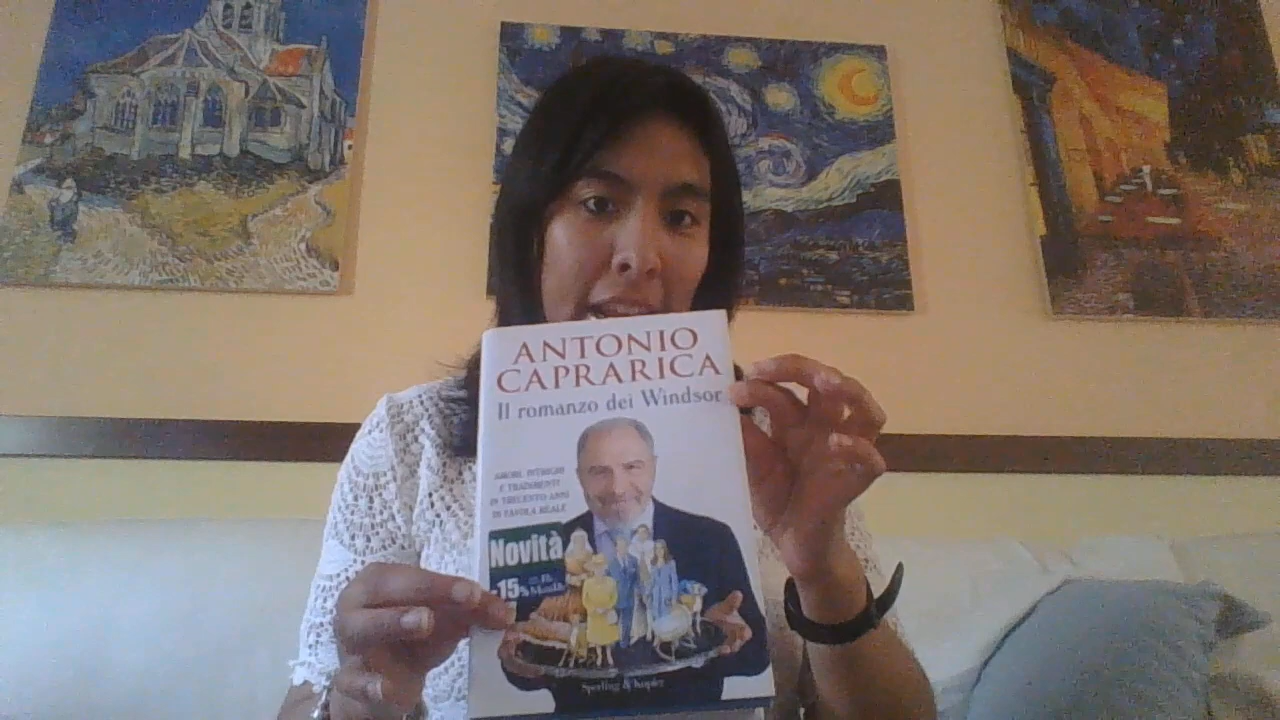 ANTONIO
CAPRARICA
Il romanzo dei Windsor
AMORI, INTRIGHI
E TRADIMENTI
IN TRECENTO ANNI
DI FAVOLA REALE
Novità
-15%
Sperling & Kupfer